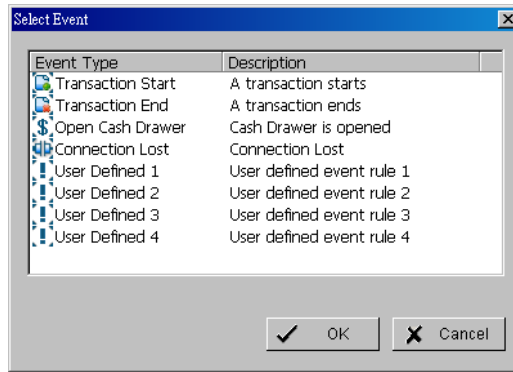 Select Event
Event Type Description
Transaction Start A transaction starts
Transaction End A transaction ends
Open Cash Drawer Cash Drawer is opened
Connection Lost Connection Lost
User Defined 1 User defined event rule 1
User Defined 2 User defined event rule 2
User Defined 3 User defined event rule 3
User Defined 4 User defined event rule 4
OK Cancel